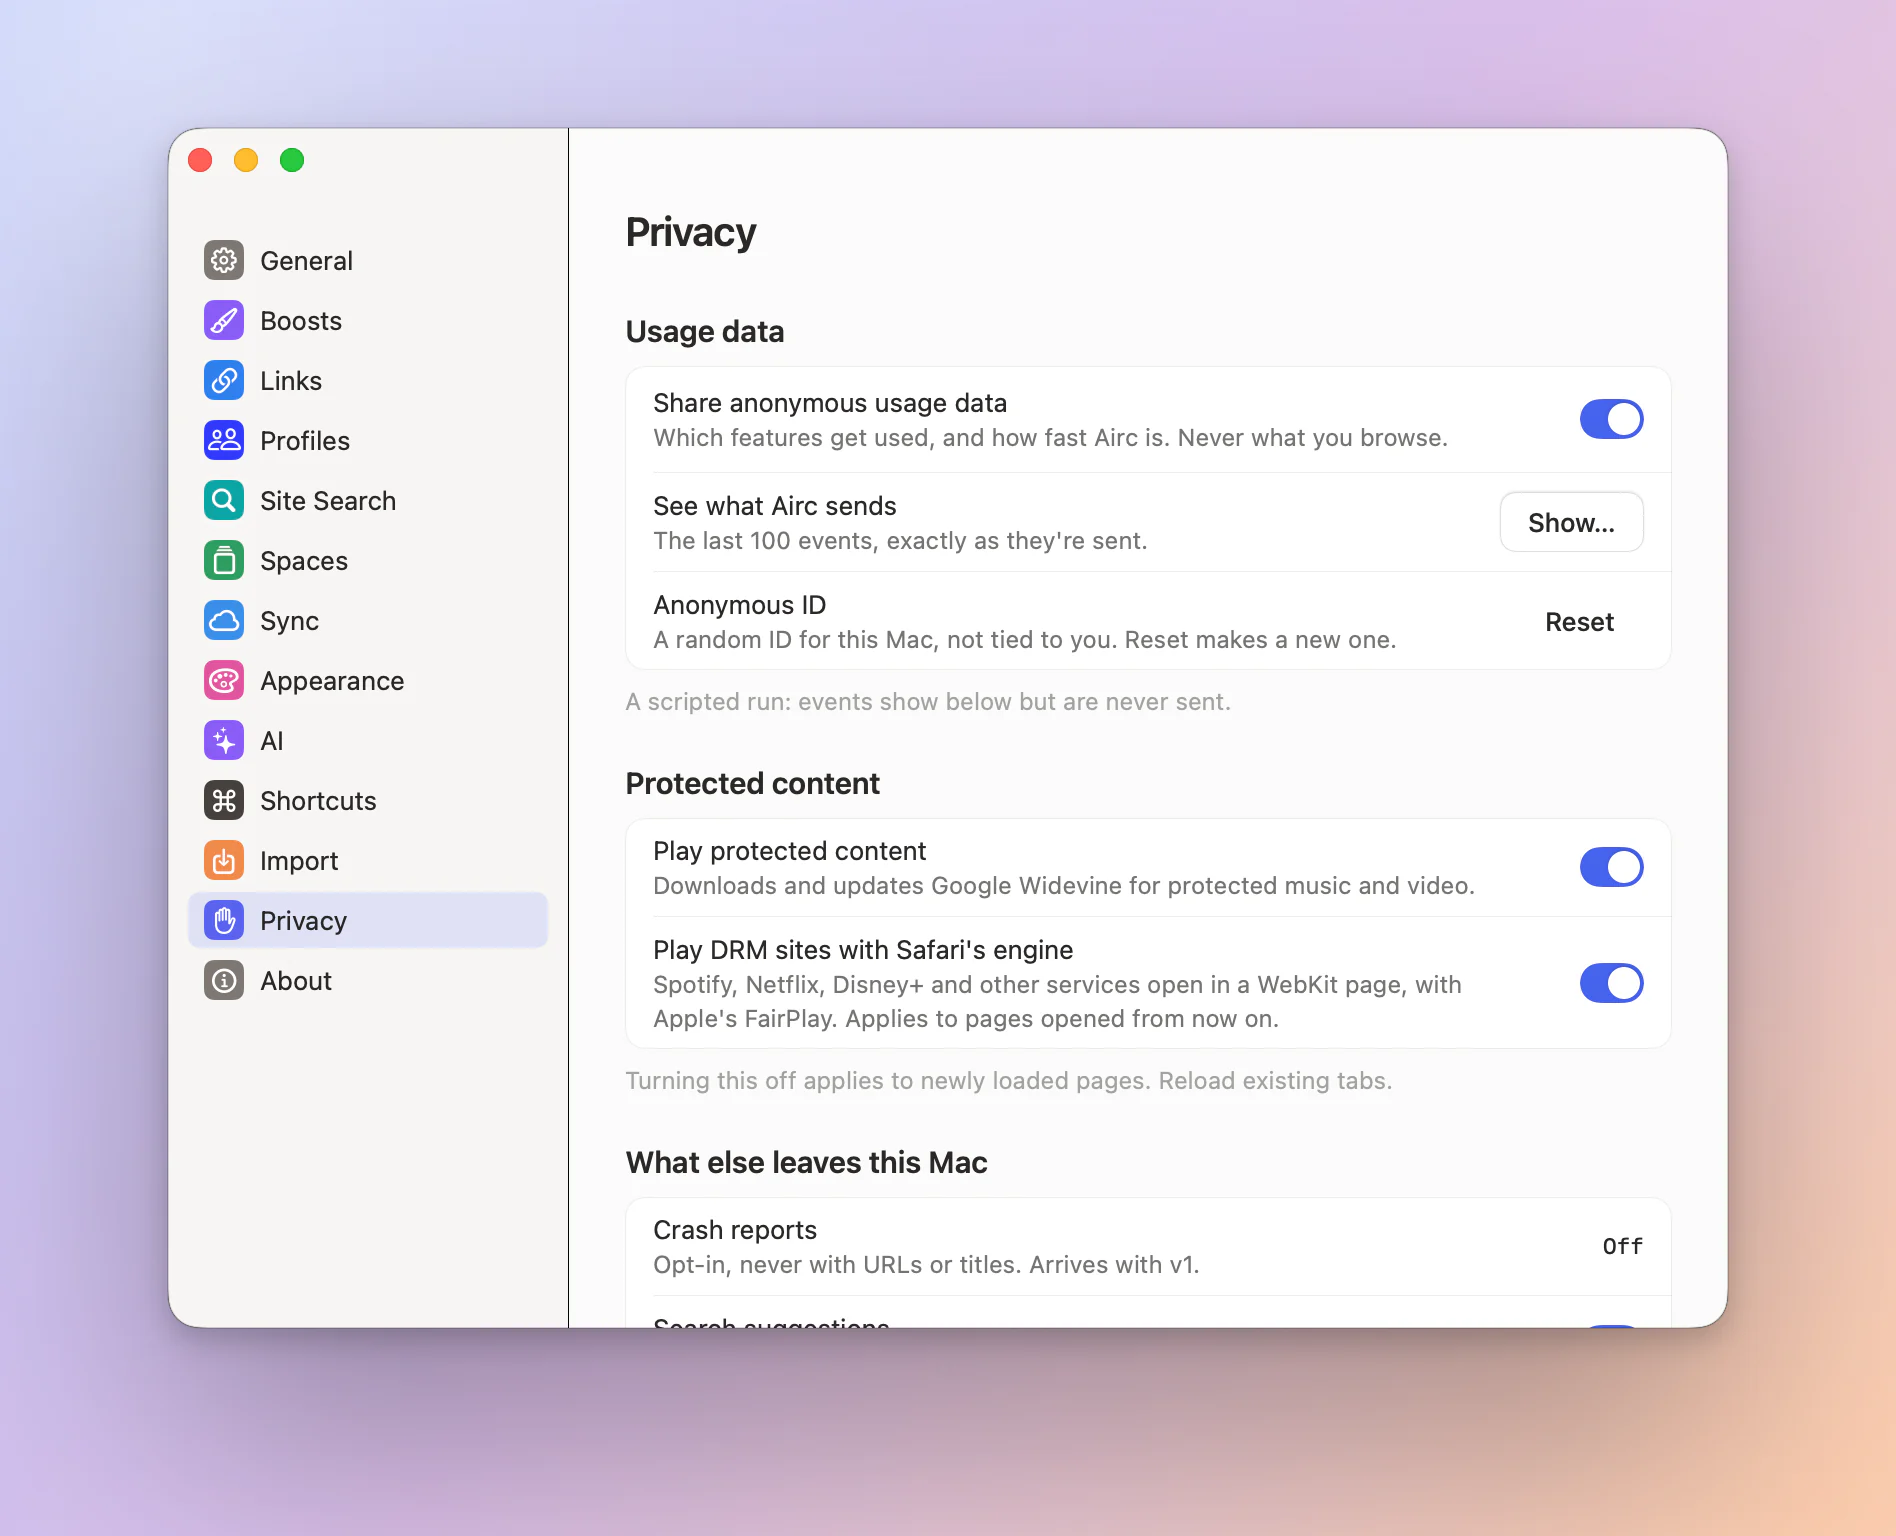 General
Boosts
Links
Profiles
Site Search
Spaces
Sync
Appearance
AI
Shortcuts
Import
Privacy
About
Privacy
Usage data
Share anonymous usage data
Which features get used, and how fast Airc is. Never what you browse.
See what Airc sends
The last 100 events, exactly as they're sent.
Show...
Anonymous ID
A random ID for this Mac, not tied to you. Reset makes a new one.
Reset
A scripted run: events show below but are never sent.
Protected content
Play protected content
Downloads and updates Google Widevine for protected music and video.
Play DRM sites with Safari's engine
Spotify, Netflix, Disney+ and other services open in a WebKit page, with
Apple's FairPlay. Applies to pages opened from now on.
Turning this off applies to newly loaded pages. Reload existing tabs.
What else leaves this Mac
Crash reports
Opt-in, never with URLs or titles. Arrives with v1.
Off
Search suggestions